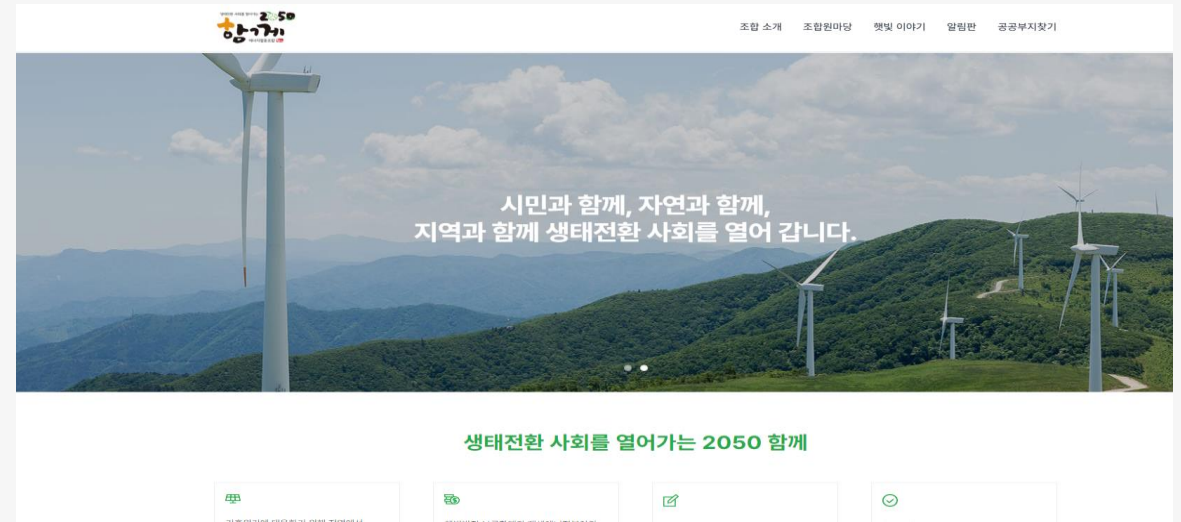 2050
함께
조합 소개 조합원마당 햇빛 이야기 알림판 공공부지찾기
시민과 함께, 자연과 함께,
지역과 함께 생태전환 사회를 열어 갑니다.
생태전환 사회를 열어가는 2050 함께